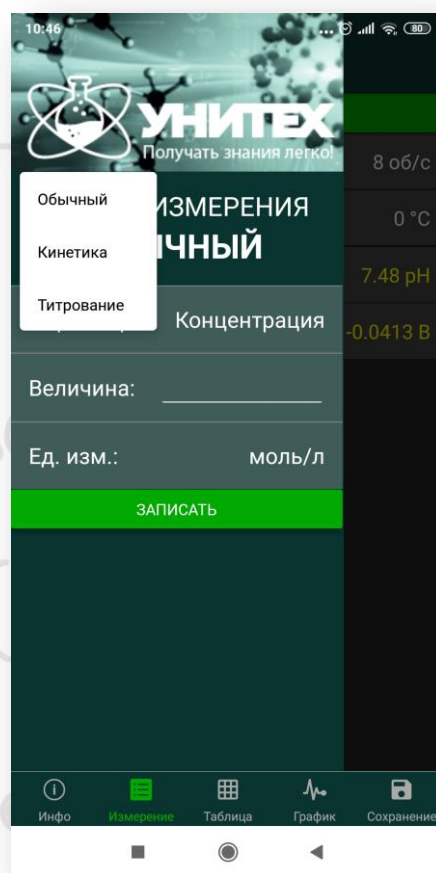 10:46
...
80
УНИТЕХ
Получать знания легко!
8 об/с
Обычный
ИЗМЕРЕНИЯ
0 °C
Кинетика
ЧНЫЙ
7.48 pH
Титрование
Концентрация
-0.0413 В
Величина:
Ед. изм.:
моль/л
ЗАПИСАТЬ
Инфо
Измерение
Таблица
График
Сохранение